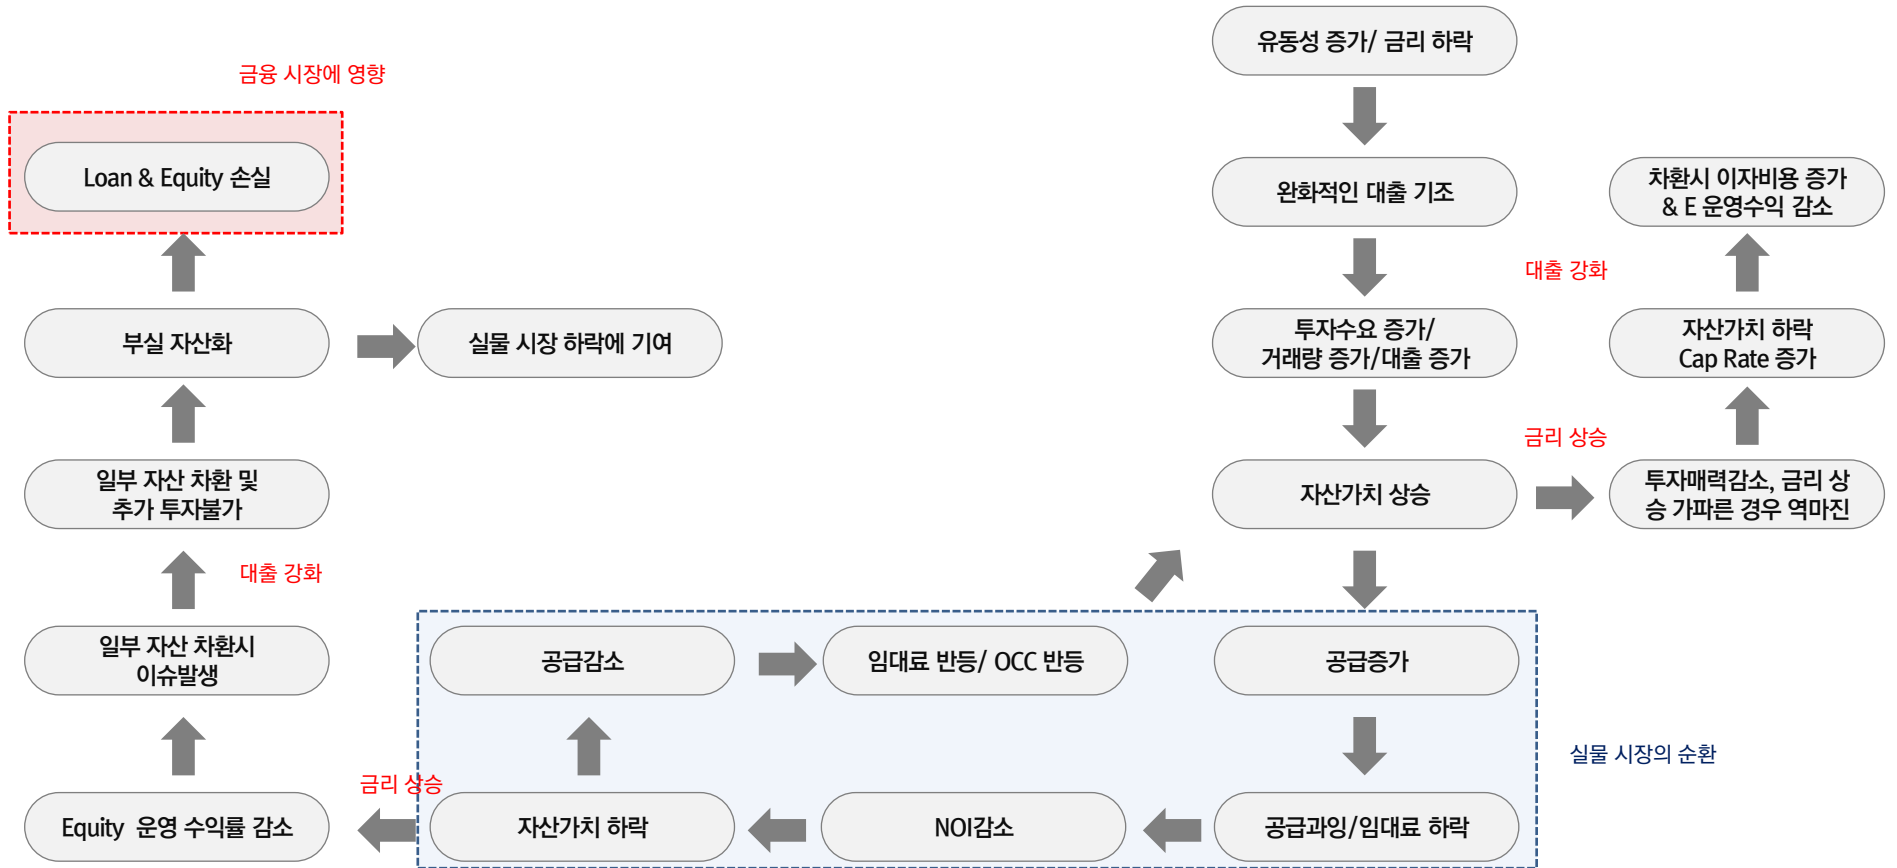 유동성 증가/ 금리 하락
금융 시장에 영향
Loan & Equity 손실
완화적인 대출 기조
차환시 이자비용 증가
& E 운영수익 감소
대출 강화
부실 자산화
실물 시장 하락에 기여
투자수요 증가/
거래량 증가/대출 증가
자산가치 하락
Cap Rate 증가
금리 상승
일부 자산 차환 및
추가 투자불가
자산가치 상승
투자매력감소, 금리 상
승 가파른 경우 역마진
대출 강화
일부 자산 차환시
이슈발생
공급감소
임대료 반등/ OCC 반등
공급증가
실물 시장의 순환
금리 상승
Equity 운영 수익률 감소
자산가치 하락
NOI감소
공급과잉/임대료 하락